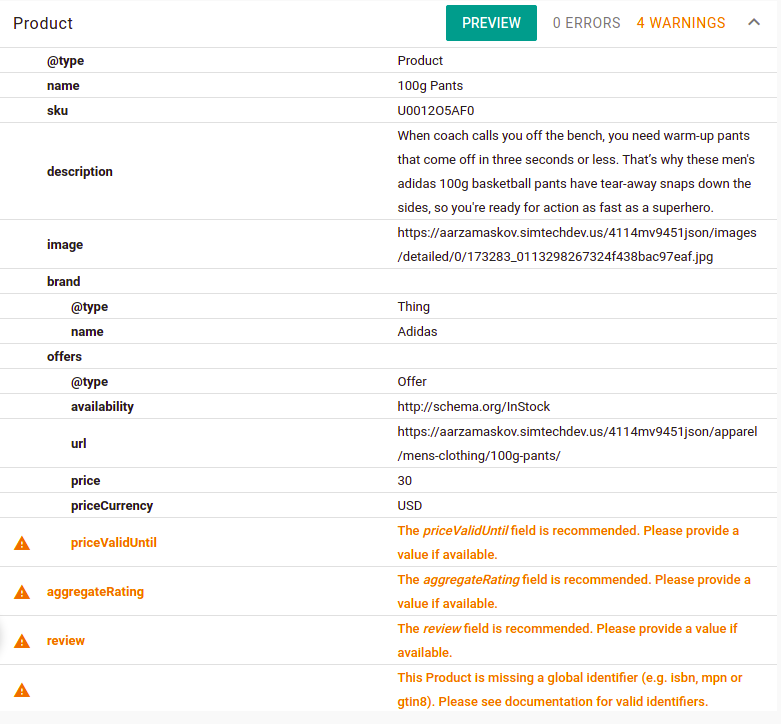 Product PREVIEW 0 ERRORS 4 WARNINGS
@type Product
name 100g Pants
sku U0012O5AF0
description
When coach calls you off the bench, you need warm-up pants
that come off in three seconds or less. That's why these men's
adidas 100g basketball pants have tear-away snaps down the
sides, so you're ready for action as fast as a superhero.
image
https://aarzamaskov.simtechdev.us/4114mv9451json/images
/detailed/0/173283_0113298267324f438bac97eaf.jpg
brand
@type Thing
name Adidas
offers
@type Offer
availability http://schema.org/InStock
url
https://aarzamaskov.simtechdev.us/4114mv9451json/apparel
/mens-clothing/100g-pants/
price 30
priceCurrency USD
priceValidUntil
The priceValidUntil field is recommended. Please provide a
value if available.
aggregateRating
The aggregateRating field is recommended. Please provide a
value if available.
review
The review field is recommended. Please provide a value if
available.
This Product is missing a global identifier (e.g. isbn, mpn or
gtin8). Please see documentation for valid identifiers.